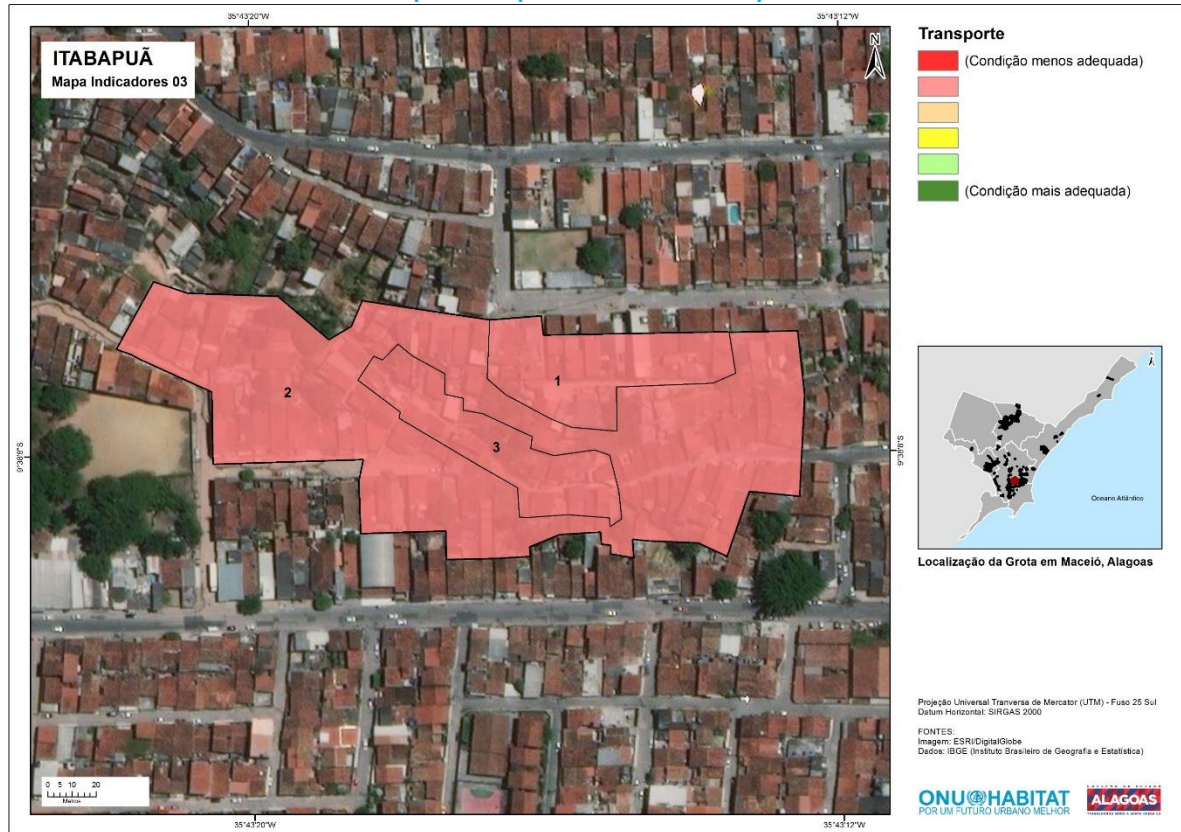 35°43'20"W
35°43'12"W
ITABAPUÃ
Mapa Indicadores 03
N
Transporte
(Condição menos adequada)
(Condição mais adequada)
1
2
3
9°38'8"S
9°38'8"S
Oceano Atlântico
Localização da Grota em Maceió, Alagoas
Projeção Universal Tranversa de Mercator (UTM) - Fuso 25 Sul
Datum Horizontal: SIRGAS 2000
FONTES:
Imagem: ESRI/DigitalGlobe
Dados: IBGE (Instituto Brasileiro de Geografia e Estatística)
0 5 10 20
Metros
ONU HABITAT
POR UM FUTURO URBANO MELHOR
ALAGOAS
35°43'20"W
35°43'12"W